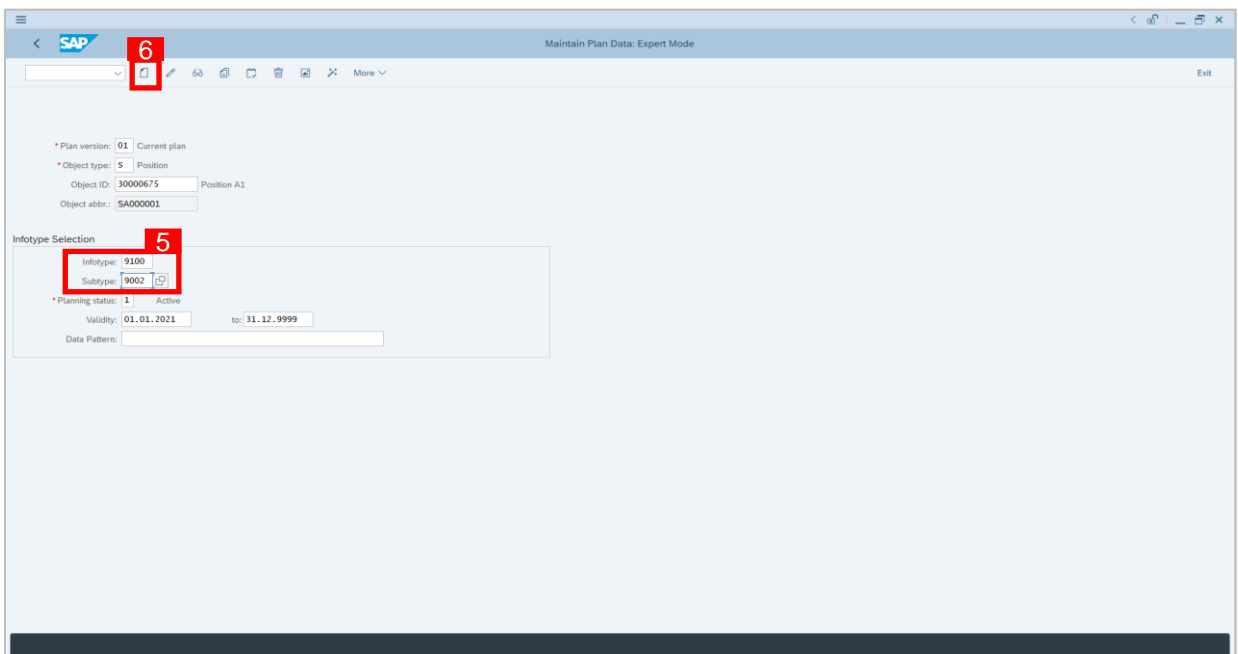 SAP
6
Maintain Plan Data: Expert Mode
More
Exit
* Plan version: 01 Current plan
* Object type: S Position
Object ID: 30000675 Position A1
Object abbr.: SA000001
Infotype Selection
5
Infotype: 9100
Subtype: 9002
* Planning status: 1 Active
Validity: 01.01.2021 to: 31.12.9999
Data Pattern: